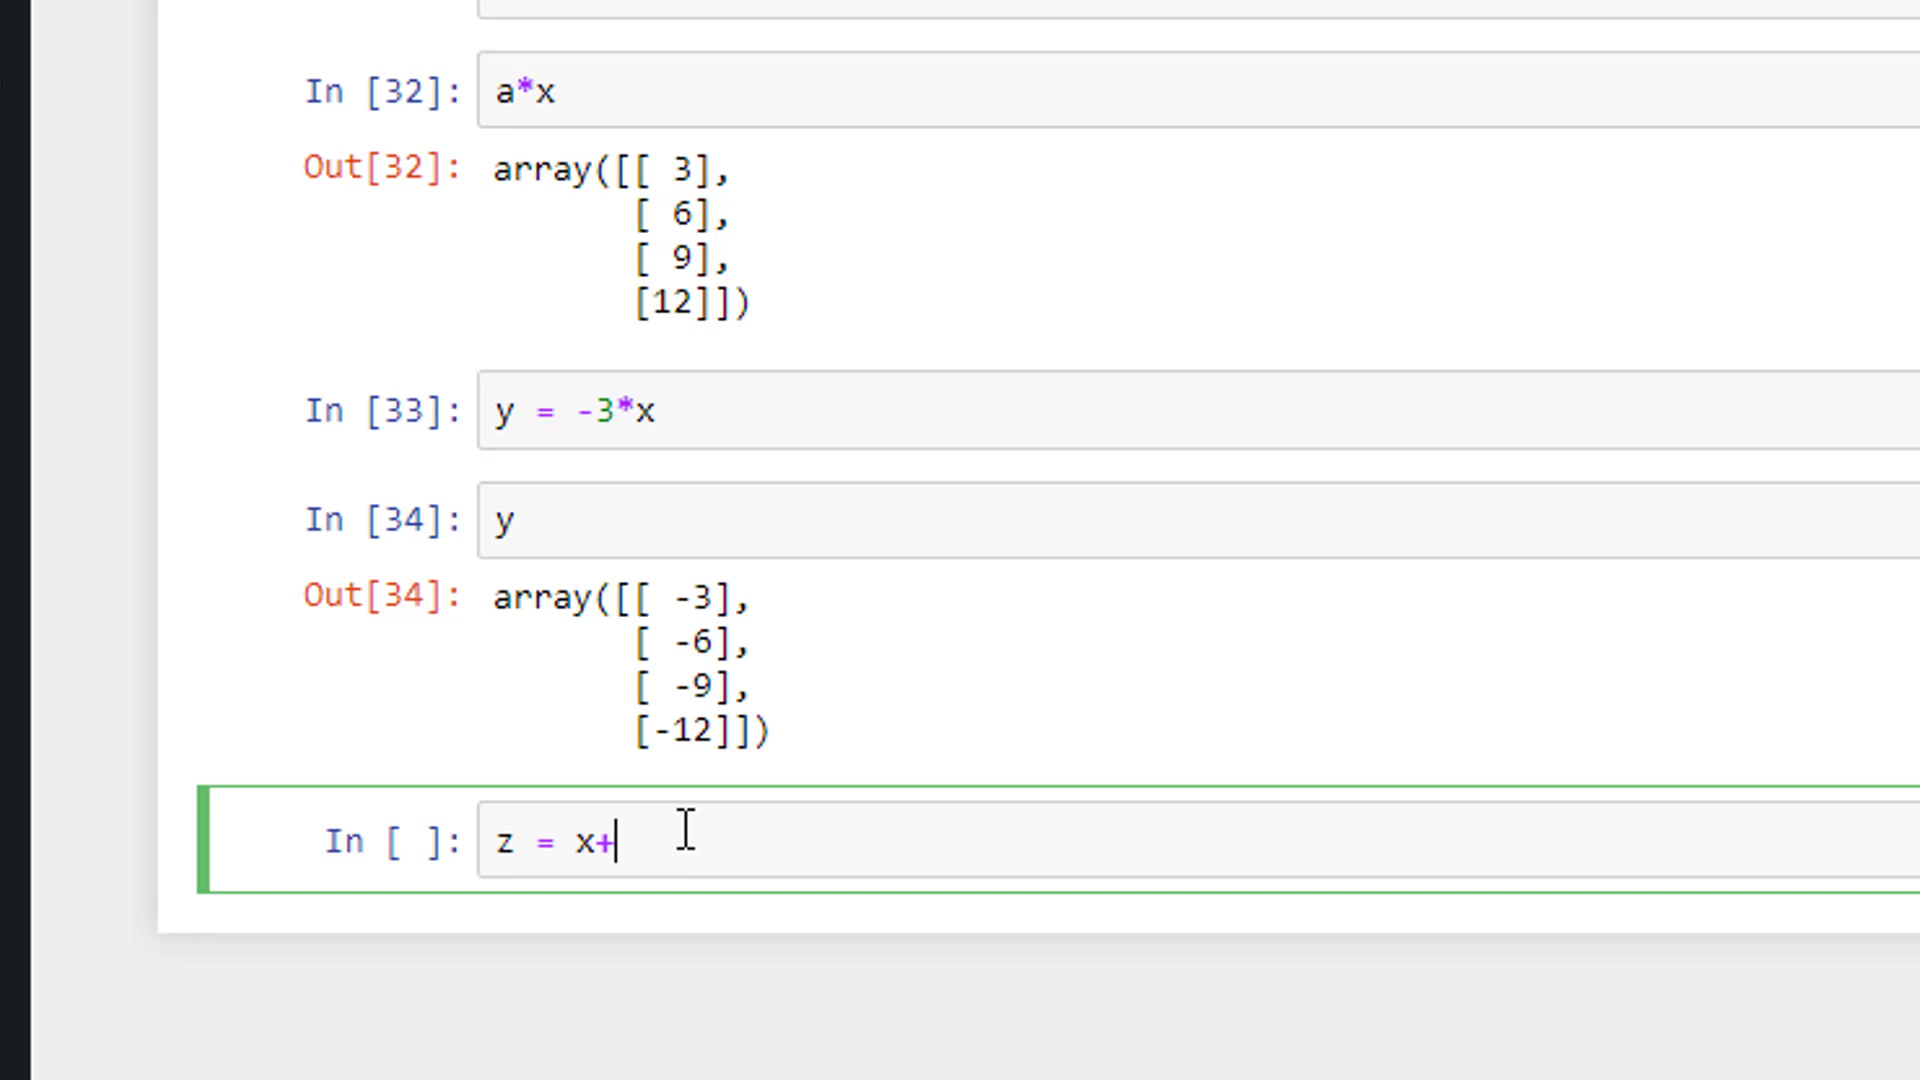 In [32]: a*x
Out[32]: array([[ 3],
[ 6],
[ 9],
[12]])
In [33]: y = -3*x
In [34]: y
Out[34]: array([[ -3],
[ -6],
[ -9],
[-12]])
In [ ]: z = x+